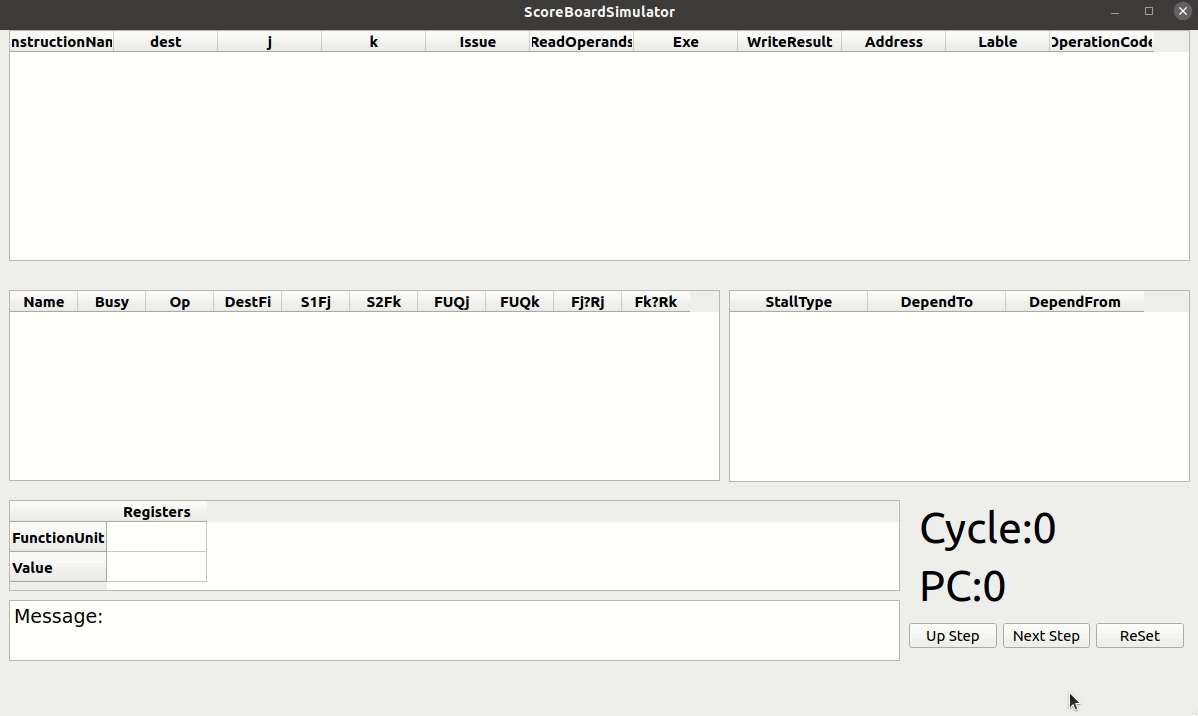 ScoreBoardSimulator
nstructionNan dest j k Issue ReadOperands Exe WriteResult Address Lable OperationCode
Name Busy Op DestFi S1Fj S2Fk FUQj FUQk Fj?Rj Fk?Rk
StallType DependTo DependFrom
Registers
FunctionUnit
Value
Cycle:0
PC:0
Message:
Up Step Next Step ReSet